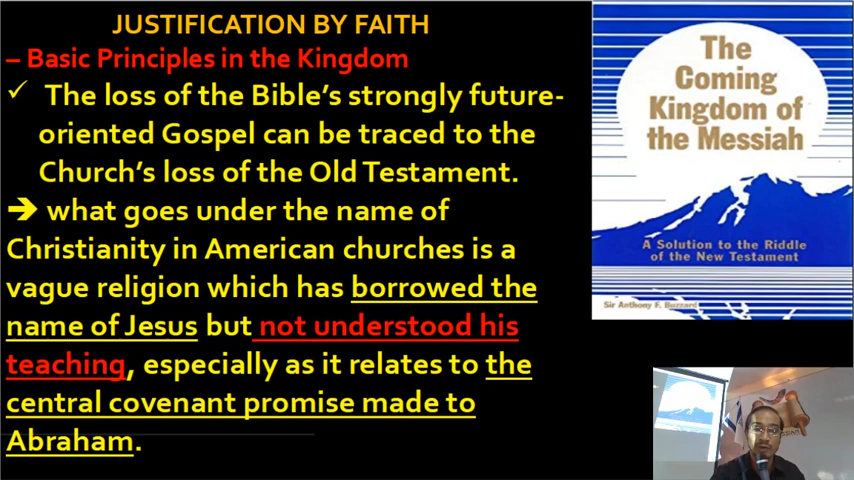 JUSTIFICATION BY FAITH
– Basic Principles in the Kingdom
✓ The loss of the Bible's strongly future-
oriented Gospel can be traced to the
Church's loss of the Old Testament.
➔ what goes under the name of
Christianity in American churches is a
vague religion which has borrowed the
name of Jesus but not understood his
teaching, especially as it relates to the
central covenant promise made to
Abraham.
The
Coming
Kingdom of
the Messiah
A Solution to the Riddle
of the New Testament
Sir Anthony F. Buzzard